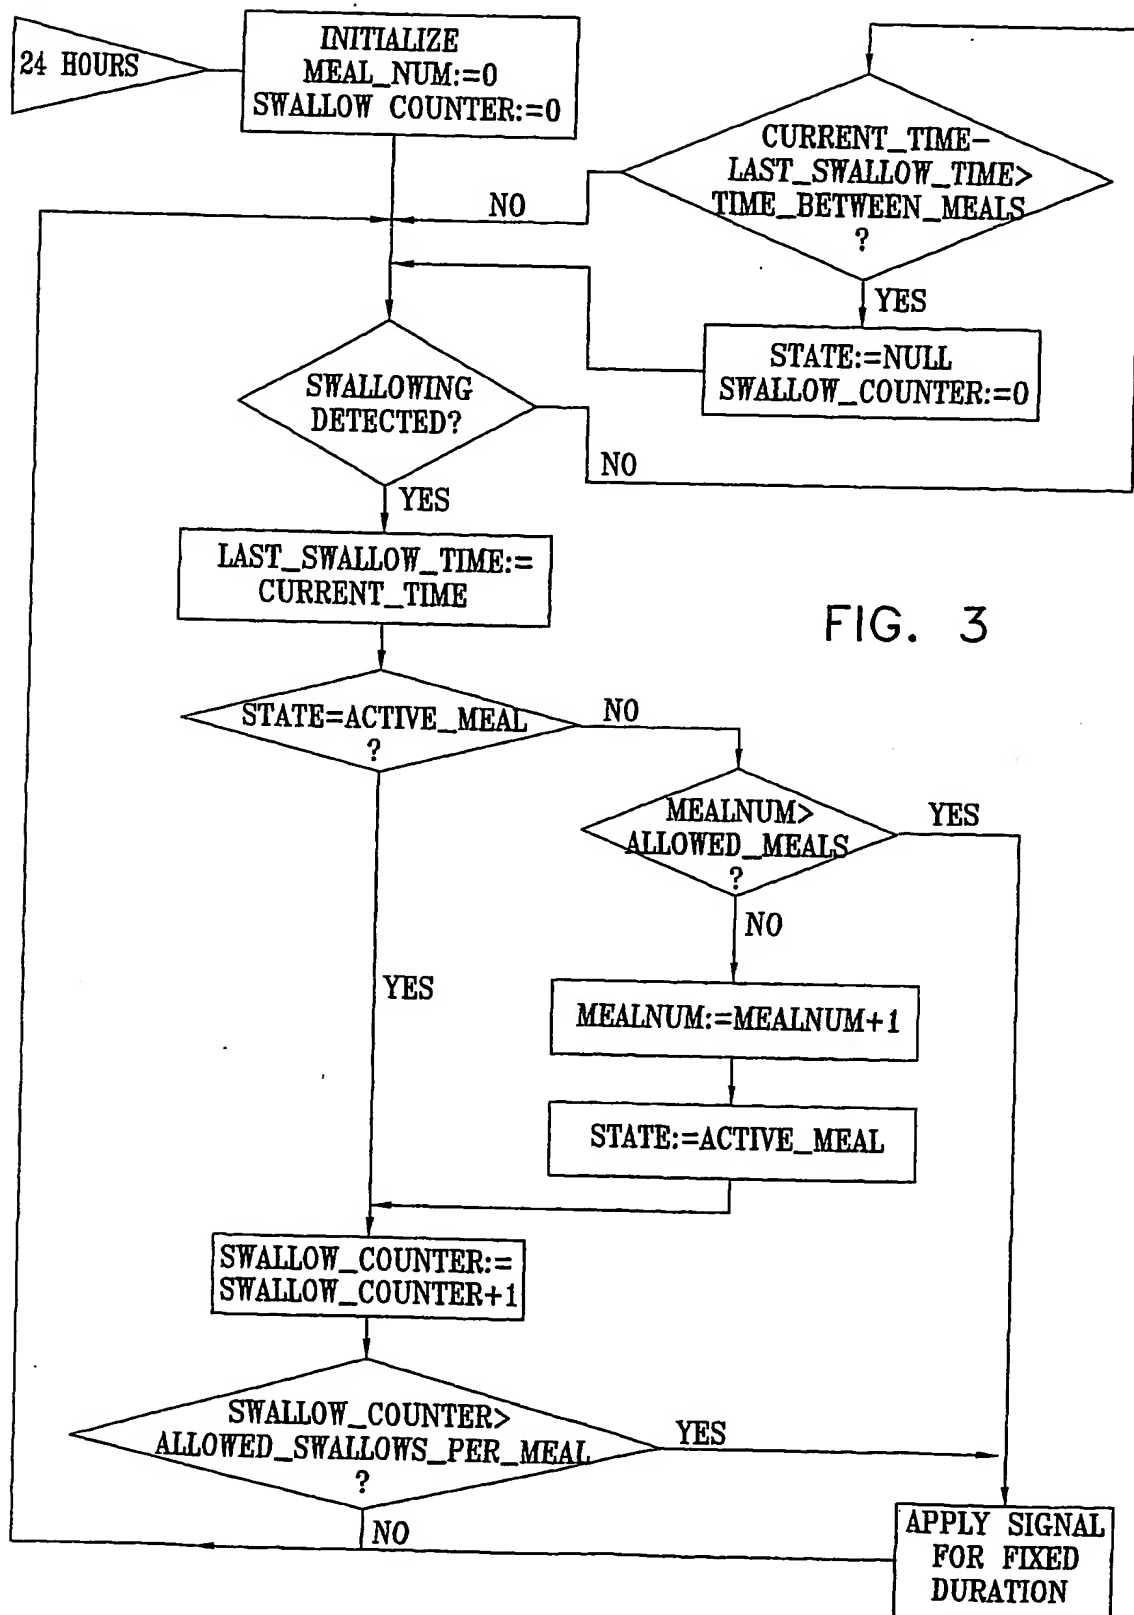 24 HOURS
INITIALIZE
MEAL_NUM:=0
SWALLOW COUNTER:=0
CURRENT_TIME-
LAST_SWALLOW_TIME>
TIME_BETWEEN_MEALS
?
NO
YES
STATE:=NULL
SWALLOW_COUNTER:=0
SWALLOWING
DETECTED?
NO
YES
LAST_SWALLOW_TIME:=
CURRENT_TIME
FIG. 3
STATE=ACTIVE_MEAL
?
NO
MEALNUM>
ALLOWED_MEALS
?
YES
NO
YES
MEALNUM:=MEALNUM+1
STATE:=ACTIVE_MEAL
SWALLOW_COUNTER:=
SWALLOW_COUNTER+1
SWALLOW_COUNTER>
ALLOWED_SWALLOWS_PER_MEAL
?
YES
NO
APPLY SIGNAL
FOR FIXED
DURATION